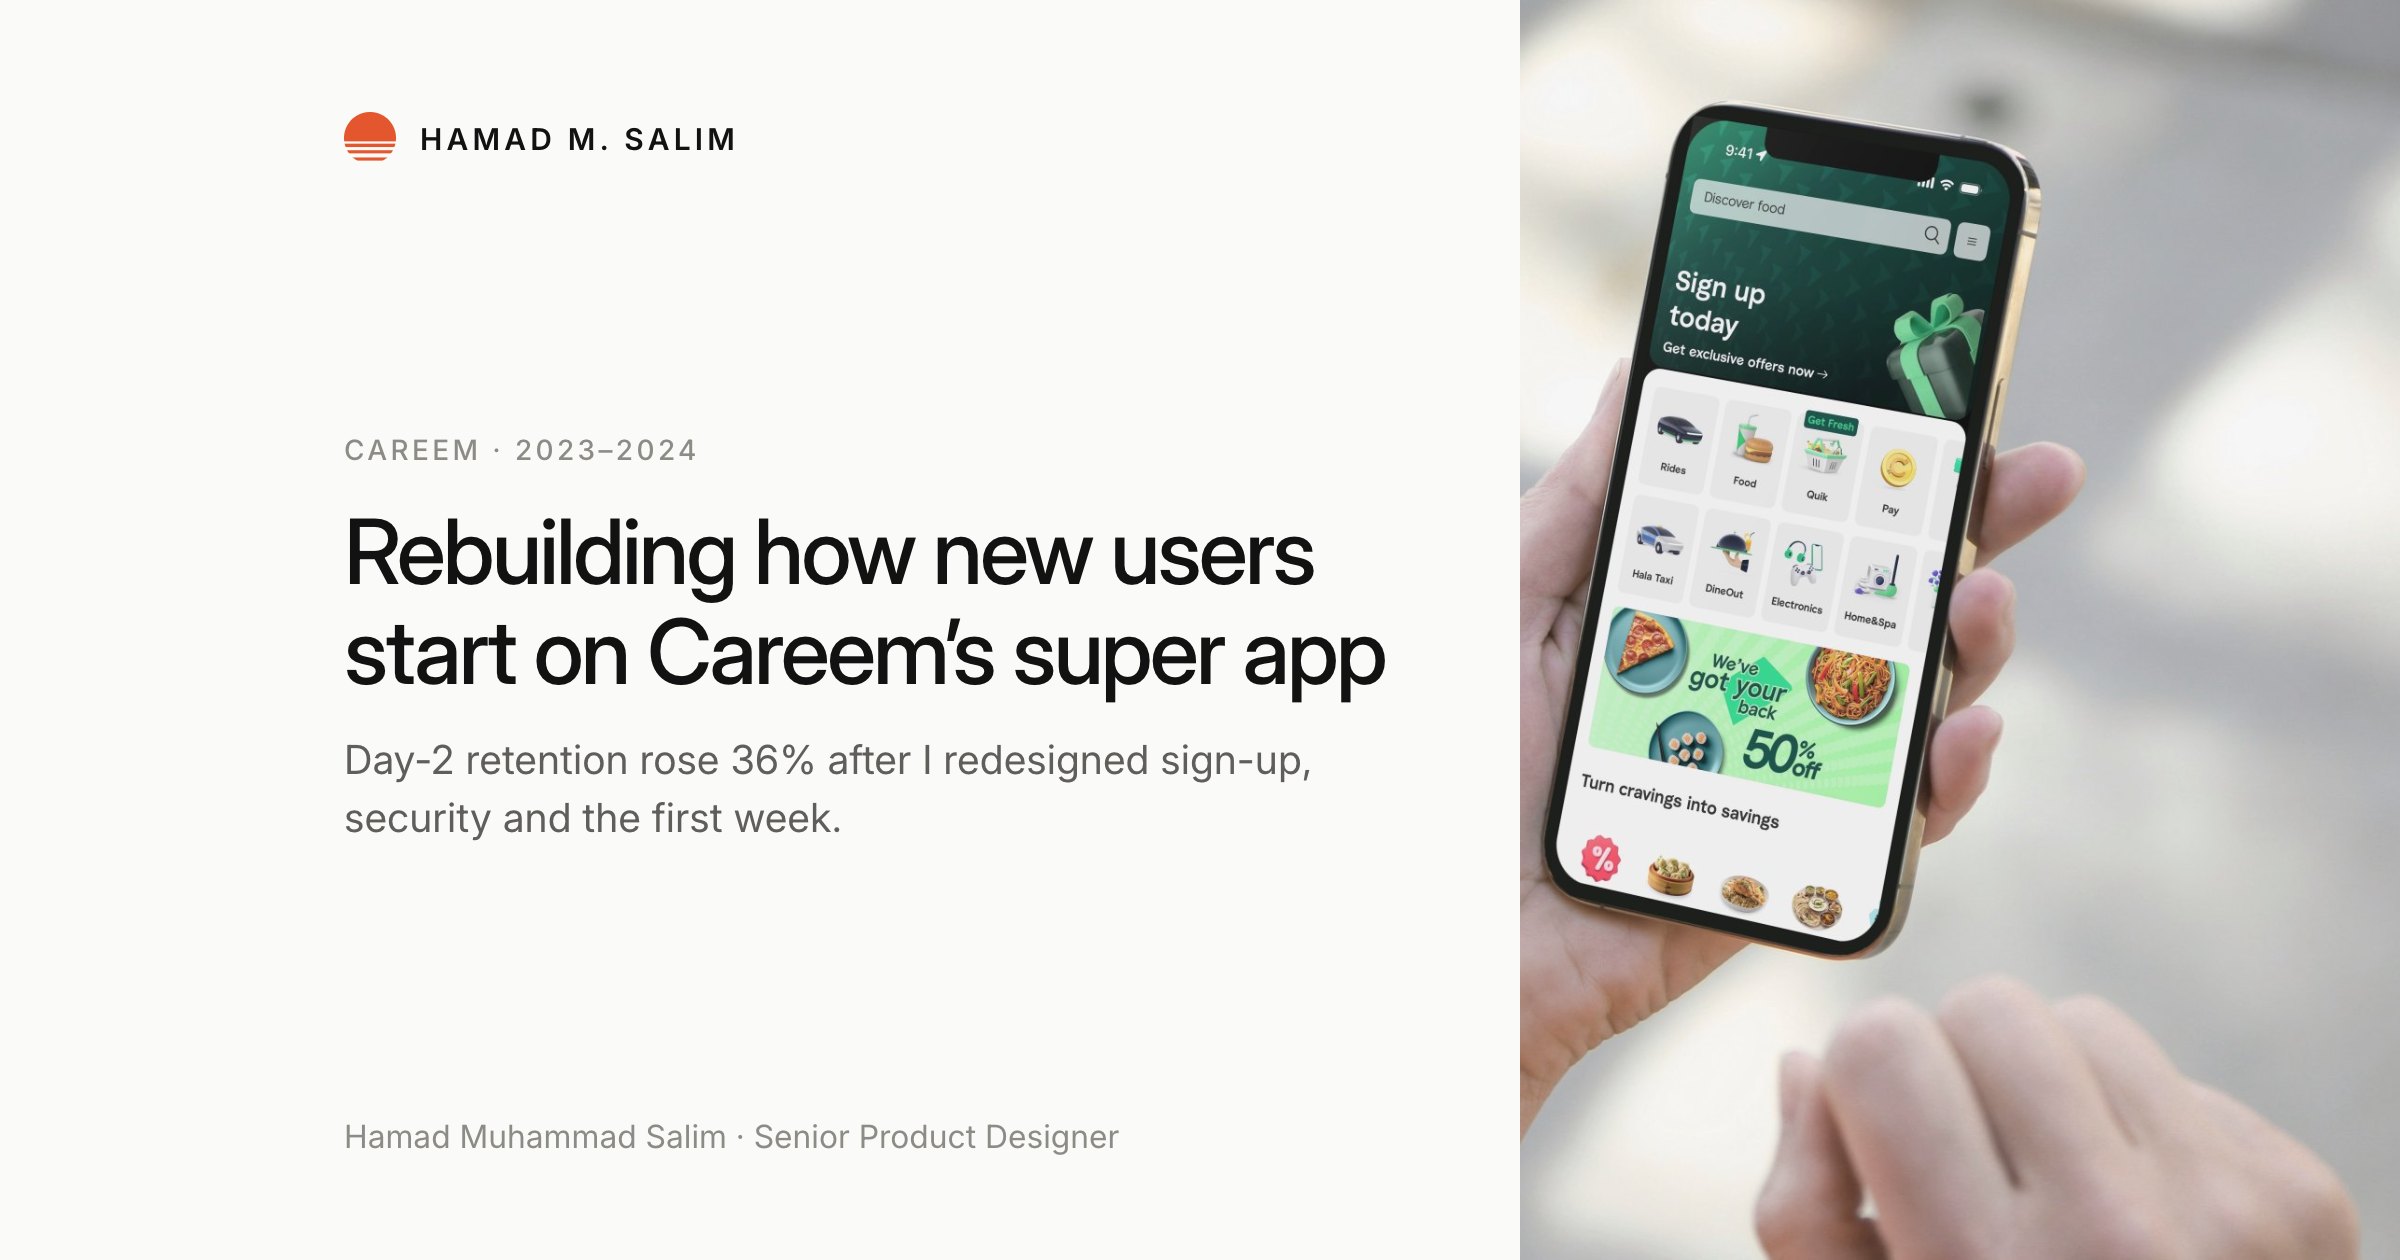 HAMAD M. SALIM
CAREEM · 2023–2024
Rebuilding how new users
start on Careem’s super app
Day-2 retention rose 36% after I redesigned sign-up,
security and the first week.
Hamad Muhammad Salim · Senior Product Designer
9:41
Discover food
Sign up
today
Get exclusive offers now →
Get Fresh
Rides
Food
Quik
Pay
Hala Taxi
DineOut
Electronics
Home&Spa
We’ve
got your
back
50% off
Turn cravings into savings
%